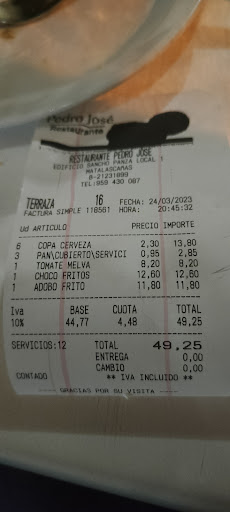 Pedro José
Restaurante
RESTAURANTE PEDRO JOSE
EDIFICIO SANCHO PANZA LOCAL 1
MATALASCAÑAS
B-21231899
TEL:959 430 087
TERRAZA 16 FECHA: 24/03/2023
FACTURA SIMPLE 116561 HORA: 20:45:32
Ud ARTICULO PRECIO IMPORTE
6 COPA CERVEZA 2,30 13,80
3 PAN\CUBIERTO\SERVICI 0,95 2,85
1 TOMATE MELVA 8,20 8,20
1 CHOCO FRITOS 12,60 12,60
1 ADOBO FRITO 11,80 11,80
Iva BASE CUOTA TOTAL
10% 44,77 4,48 49,25
SERVICIOS:12 TOTAL 49,25
ENTREGA 0,00
CAMBIO 0,00
CONTADO ** IVA INCLUIDO **
GRACIAS POR SU VISITA